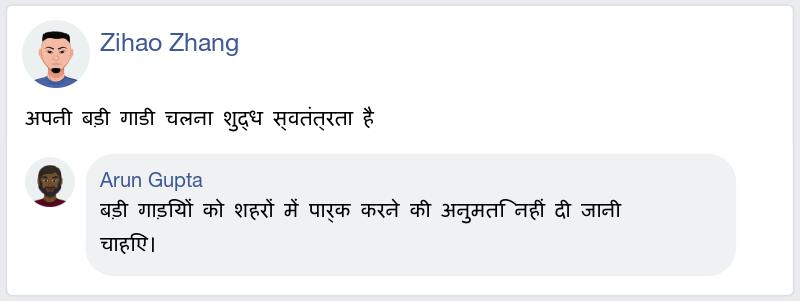 Zihao Zhang
अपनी बड़ी गाडी चलना शुद्ध स्वतंत्रता है
Arun Gupta
बड़ी गाड़ियों को शहरों में पार्क करने की अनुमति नहीं दी जानी
चाहिए।